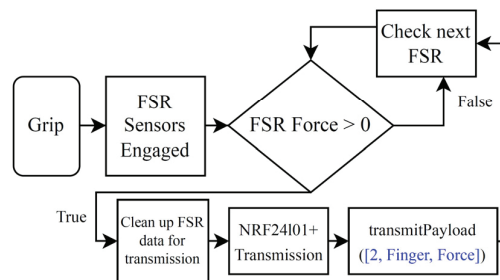 Check next
FSR
Grip
FSR
Sensors
Engaged
FSR Force > 0
False
True
Clean up FSR
data for
transmission
NRF24l01+
Transmission
transmitPayload
([2, Finger, Force])